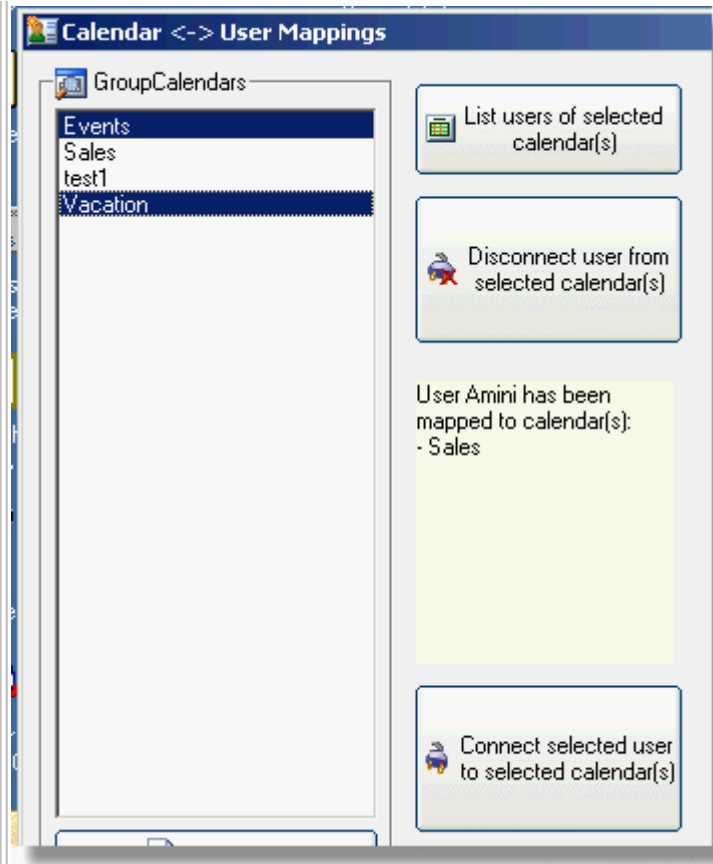 Calendar <-> User Mappings
GroupCalendars
Events
Sales
test1
Vacation
List users of selected
calendar(s)
Disconnect user from
selected calendar(s)
User Amini has been
mapped to calendar(s):
- Sales
Connect selected user
to selected calendar(s)